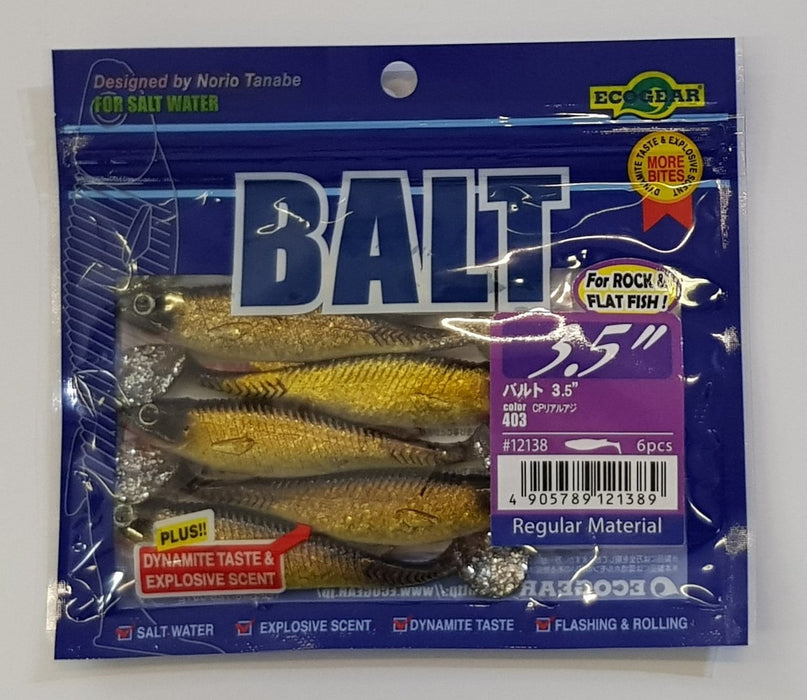 Designed by Norio Tanabe
FOR SALT WATER
ECOGEAR
DYNAMITE TASTE & EXPLOSIVE SCENT
MORE
BITES
BALT
For ROCK &
FLAT FISH!
3.5"
バルト 3.5"
color CPリアルアジ
403
#12138 6pcs
4 905789 121389
Regular Material
PLUS!!
DYNAMITE TASTE &
EXPLOSIVE SCENT
ECOGEAR
SALT WATER EXPLOSIVE SCENT DYNAMITE TASTE FLASHING & ROLLING